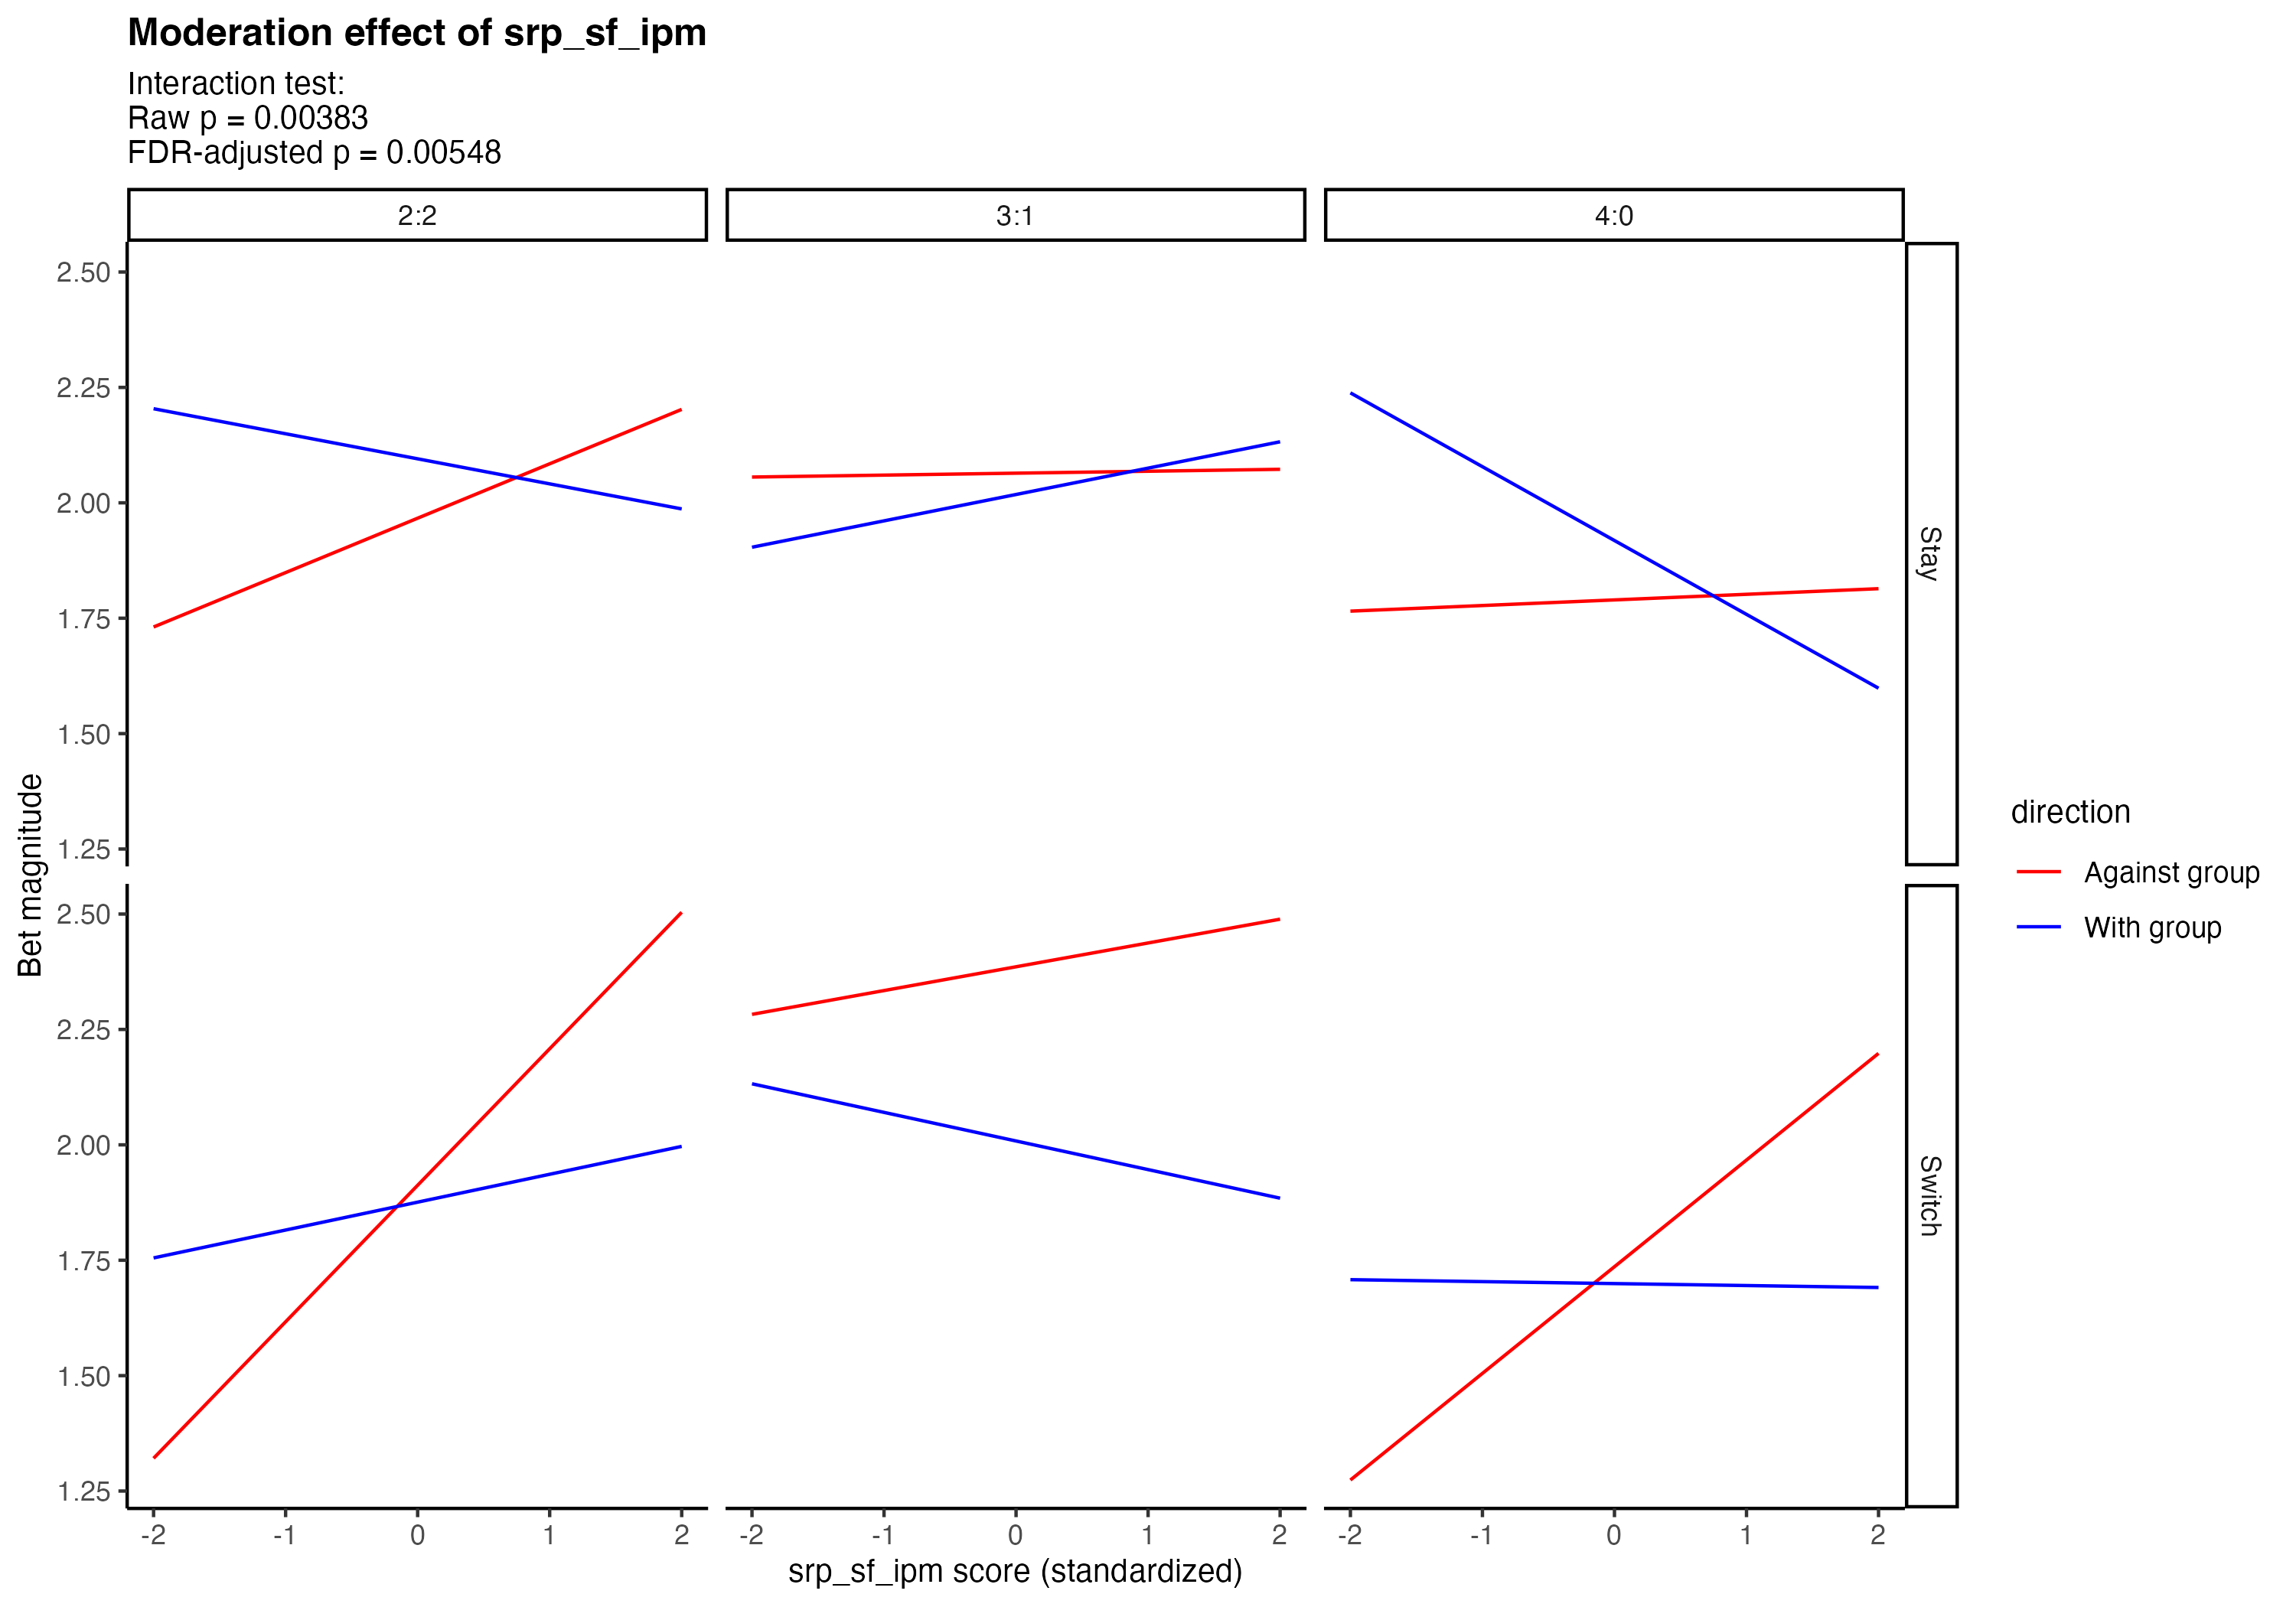 Moderation effect of srp_sf_ipm
Interaction test:
Raw p = 0.00383
FDR-adjusted p = 0.00548
2:2 3:1 4:0
2.50
2.25
2.00
1.75
1.50
1.25
Stay
2.50
2.25
2.00
1.75
1.50
1.25
Switch
Bet magnitude
-2 -1 0 1 2 -2 -1 0 1 2 -2 -1 0 1 2
srp_sf_ipm score (standardized)
direction
Against group
With group